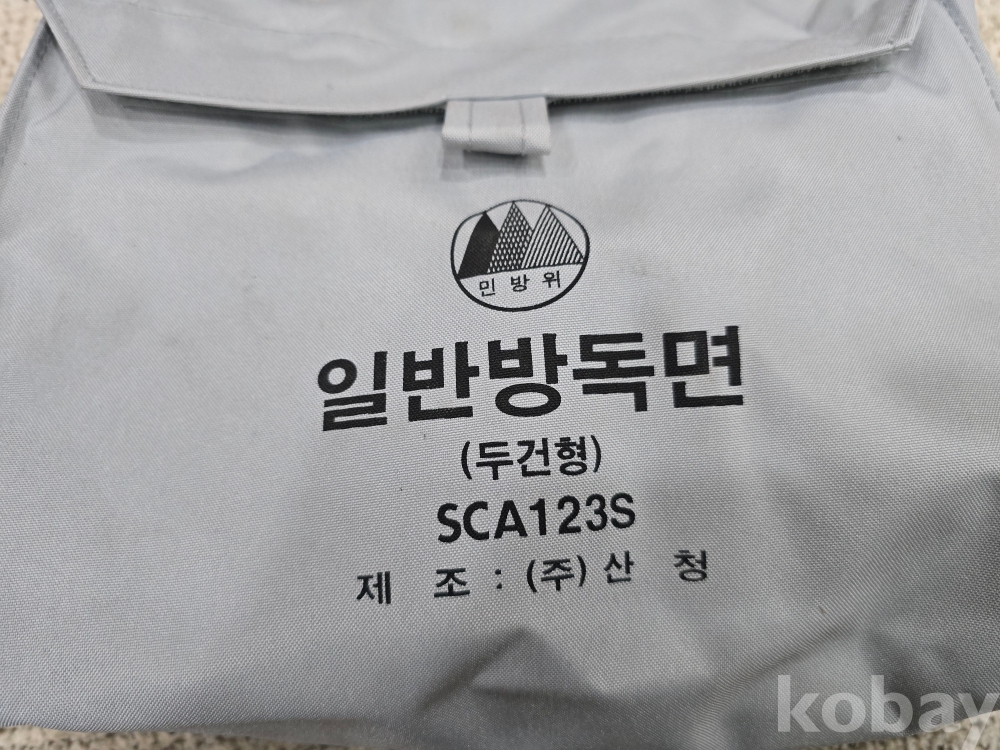 민 방 위
일반방독면
(두건형)
SCA123S
제 조 : (주) 산 청
kobay